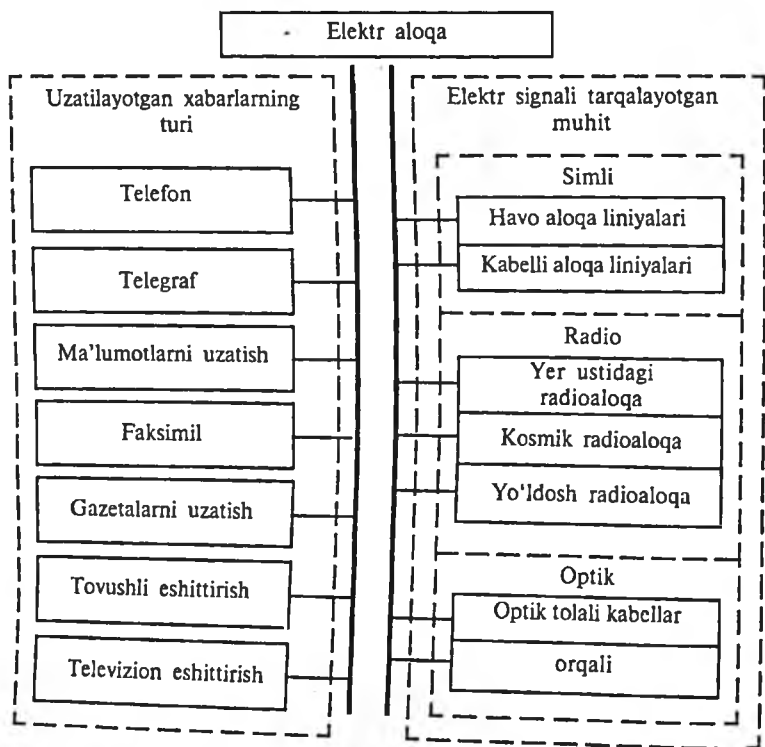 Elektr aloqa
Uzatilayotgan xabarlarning
turi
Telefon
Telegraf
Ma'lumotlarni uzatish
Faksimil
Gazetalarni uzatish
Tovushli eshittirish
Televizion eshittirish
Elektr signali tarqalayotgan
muhit
Simli
Havo aloqa liniyalari
Kabelli aloqa liniyalari
Radio
Yer ustidagi
radioaloqa
Kosmik radioaloqa
Yo'ldosh radioaloqa
Optik
Optik tolali kabellar
orqali